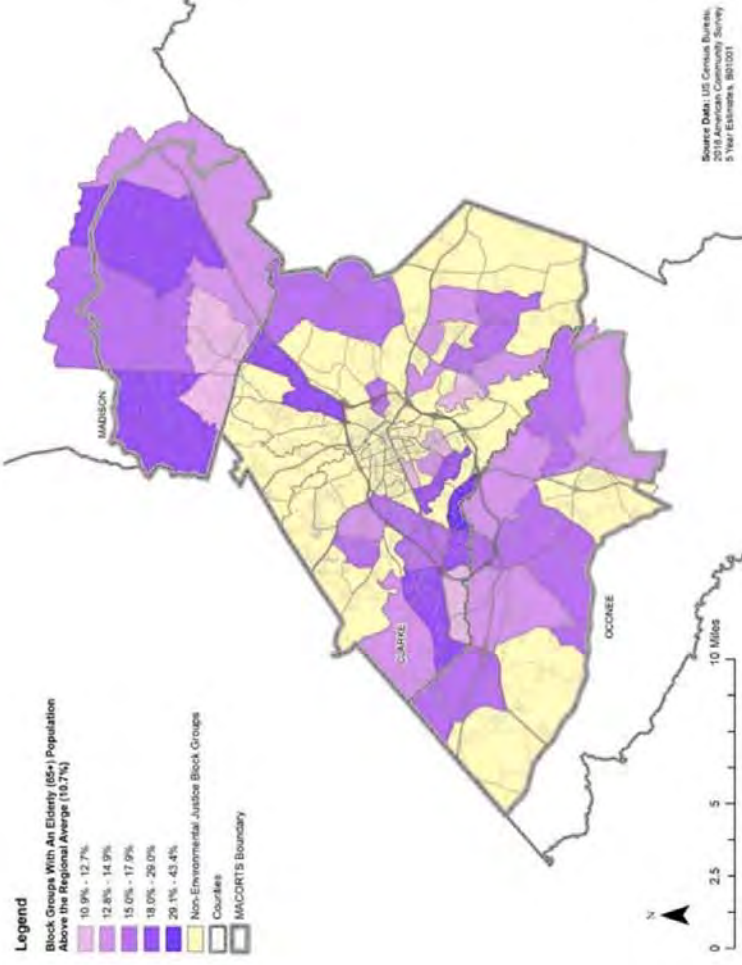 Legend
Block Groups With An Elderly (65+) Population
Above the Regional Averge (10.7%)
10.9% - 12.7%
12.8% - 14.9%
15.0% - 17.9%
18.0% - 29.0%
29.1% - 43.4%
Non-Environmental Justice Block Groups
Counties
MACORTS Boundary
MADISON
CLARKE
OCONEE
N
0 2.5 5 10 Miles
Source Data: US Census Bureau,
2018 American Community Survey
5 Year Estimates, B01001